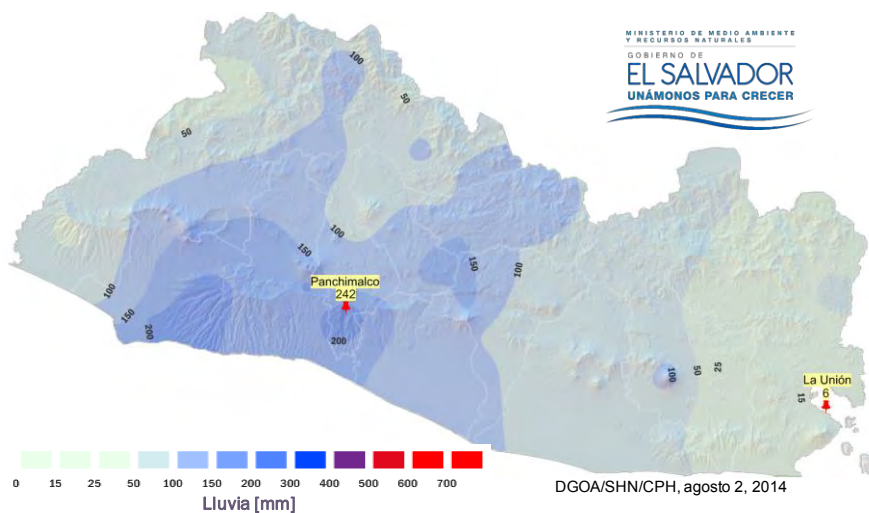 MINISTERIO DE MEDIO AMBIENTE
Y RECURSOS NATURALES
GOBIERNO DE
EL SALVADOR
UNÁMONOS PARA CRECER
100
50
50
100
150
Panchimalco
242
150
100
100
150
200
200
100
50
25
La Unión
6
15
0 15 25 50 100 150 200 300 400 500 600 700
Lluvia [mm]
DGOA/SHN/CPH, agosto 2, 2014